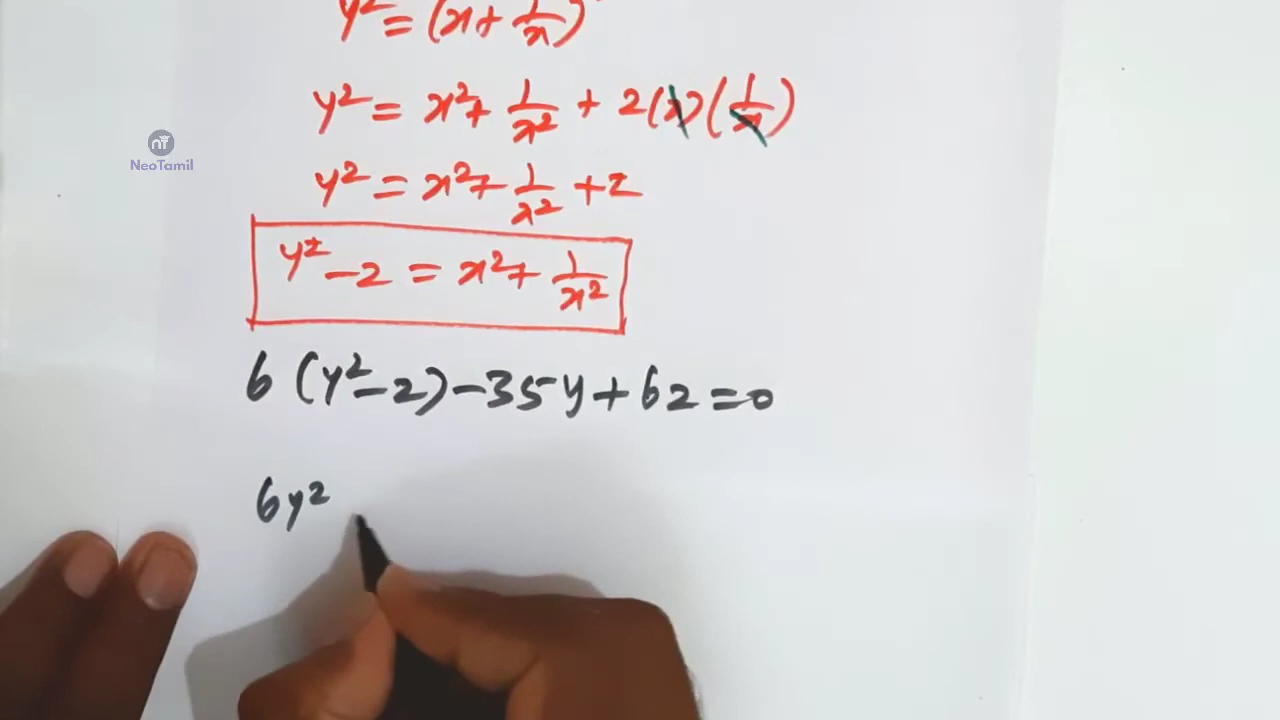 y² = (x + 1/x)
y² = x² + 1/x² + 2(x)(1/x)
NeoTamil
y² = x² + 1/x² + 2
y² - 2 = x² + 1/x²
6 (y² - 2) - 35y + 62 = 0
6y²